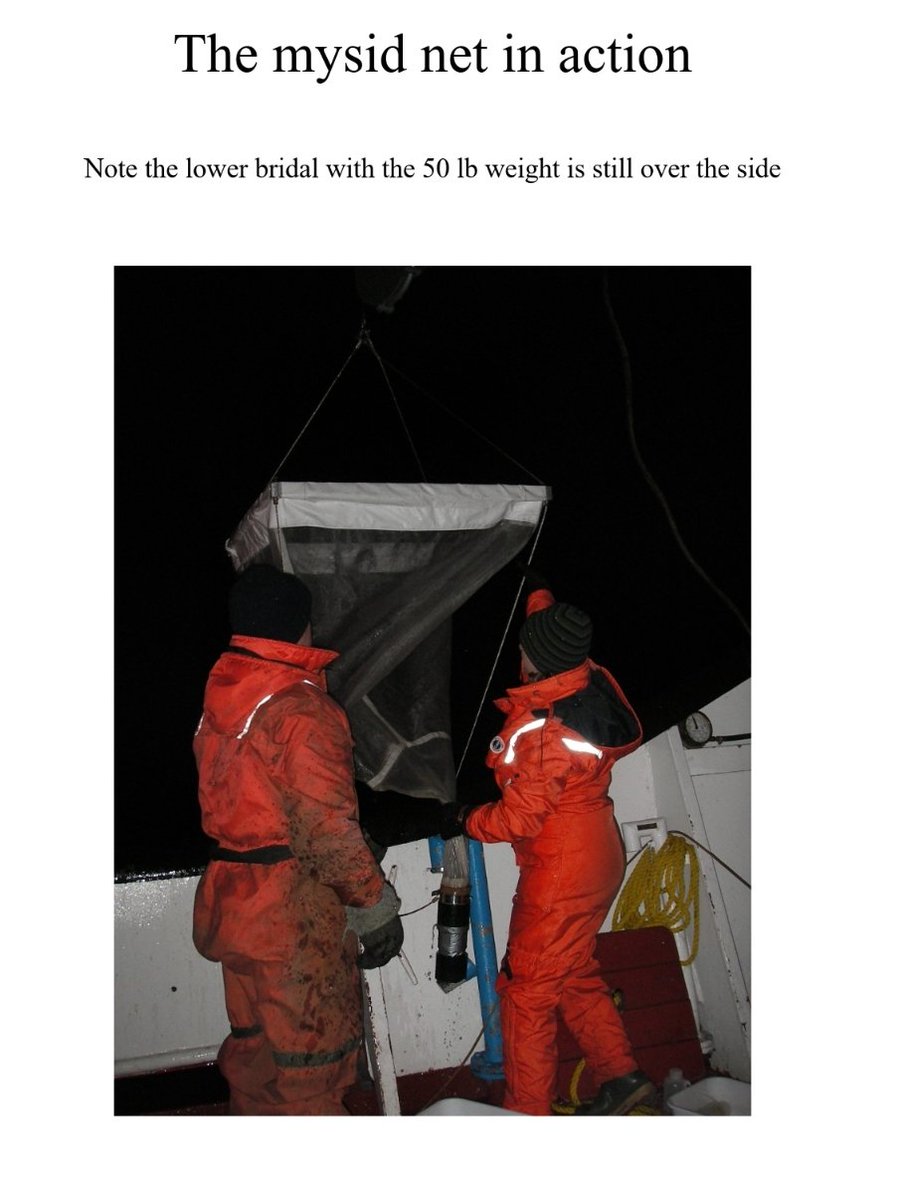 The mysid net in action
Note the lower bridal with the 50 lb weight is still over the side